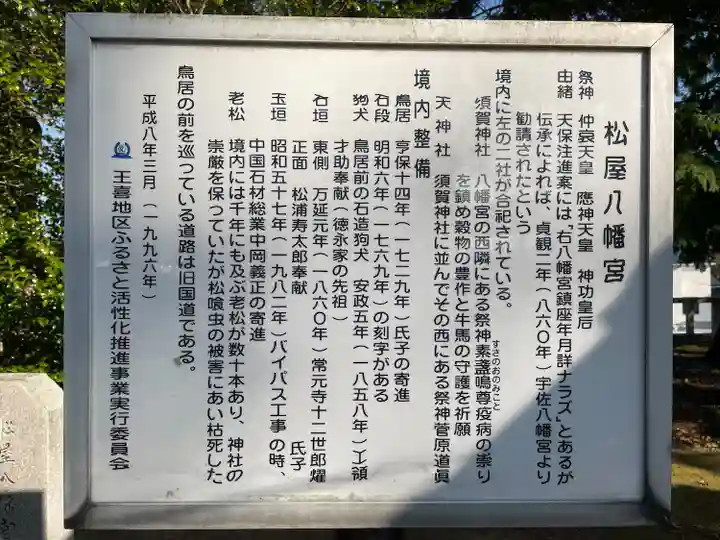 松屋八幡宮
祭神 仲哀天皇 應神天皇 神功皇后
由緒 天保注進案には「右八幡宮鎮座年月詳ナラズ」とあるが
伝承によれば、貞観二年(八六〇年)宇佐八幡宮より
勧請されたという
境内に左の二社が合祀されている。
須賀神社 八幡宮の西隣にある祭神素盞嗚尊疫病の祟り
すさのおのみこと
を鎮め穀物の豊作と牛馬の守護を祈願
天神社 須賀神社に並んでその西にある祭神菅原道眞
境内整備
鳥居 享保十四年(一七二九年)氏子の寄進
石段 明和六年(一七六九年)の刻字がある
狗犬 鳥居前の石造狗犬 安政五年(一八五八年)上領
才助奉献(徳永家の先祖)
石垣 東側 万延元年(一八六〇年)常元寺十二世郎燿
正面 松浦寿太郎奉献 氏子
玉垣 昭和五十七年(一九八二年)バイパス工事の時、
中国石材総業中岡義正の寄進
老松 境内には千年にも及ぶ老松が数十本あり、神社の
崇厳を保っていたが松喰虫の被害にあい枯死した
鳥居の前を巡っている道路は旧国道である。
平成八年三月(一九九六年)
王喜地区ふるさと活性化推進事業実行委員会